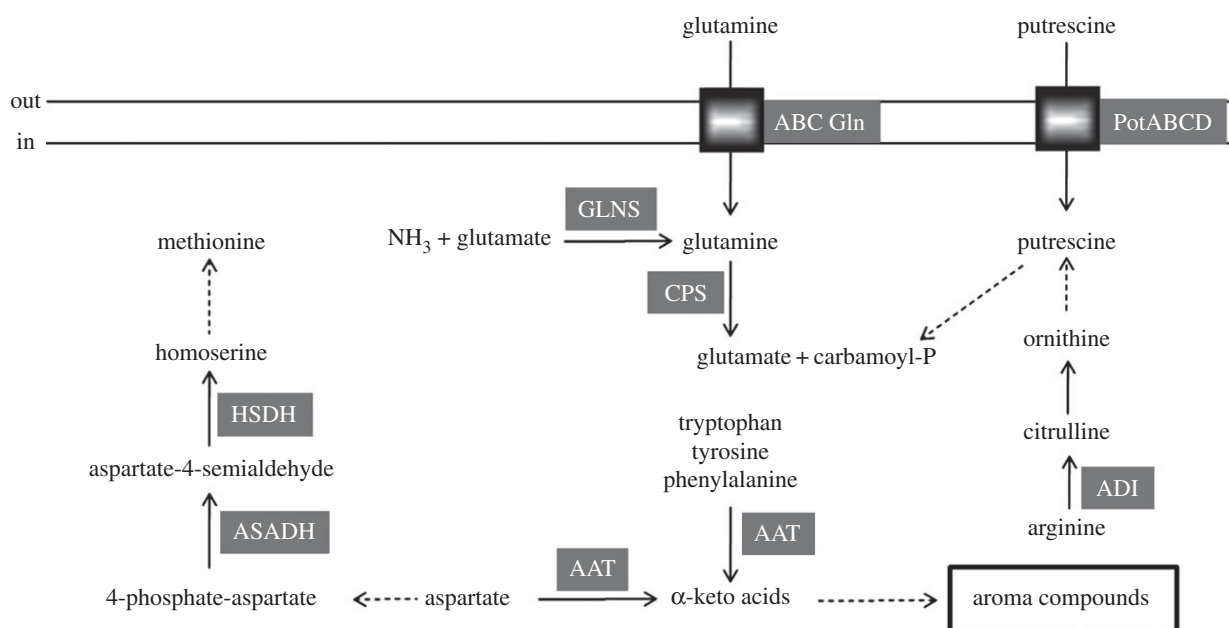 glutamine putrescine
out
ABC Gln PotABCD
in
GLNS
methionine NH3 + glutamate glutamine putrescine
CPS
homoserine glutamate + carbamoyl-P ornithine
HSDH tryptophan
tyrosine citrulline
aspartate-4-semialdehyde phenylalanine
ADI
ASADH AAT arginine
AAT
4-phosphate-aspartate aspartate α-keto acids aroma compounds